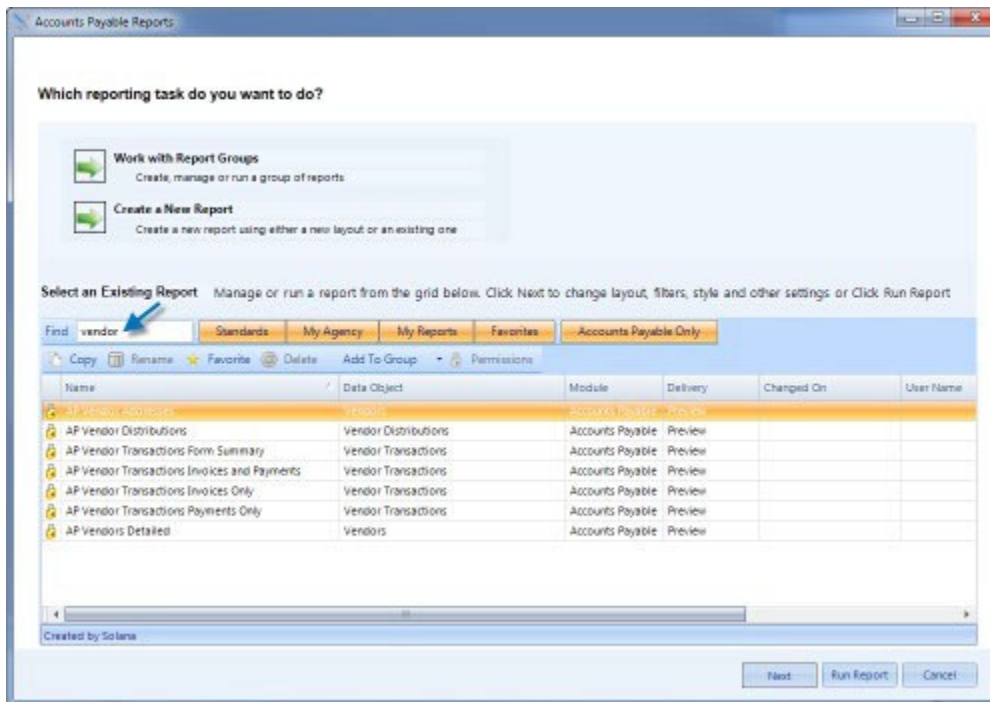 Accounts Payable Reports
Which reporting task do you want to do?
Work with Report Groups
Create, manage or run a group of reports
Create a New Report
Create a new report using either a new layout or an existing one
Select an Existing Report Manage or run a report from the grid below. Click Next to change layout, filters, style and other settings or Click Run Report
Find vendor Standards My Agency My Reports Favorites Accounts Payable Only
Copy Rename Favorite Delete Add To Group Permissions
Name Data Object Module Delivery Changed On User Name
AP Vendor Addresses Vendors Accounts Payable Preview
AP Vendor Distributions Vendor Distributions Accounts Payable Preview
AP Vendor Transactions Form Summary Vendor Transactions Accounts Payable Preview
AP Vendor Transactions Invoices and Payments Vendor Transactions Accounts Payable Preview
AP Vendor Transactions Invoices Only Vendor Transactions Accounts Payable Preview
AP Vendor Transactions Payments Only Vendor Transactions Accounts Payable Preview
AP Vendors Detailed Vendors Accounts Payable Preview
Created by Solana
Next Run Report Cancel